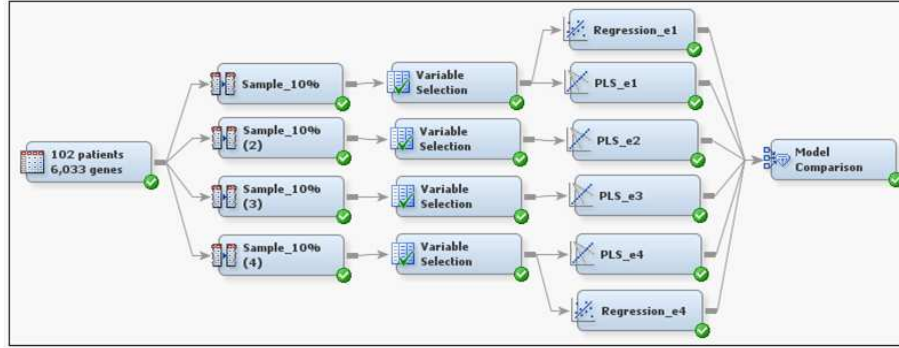 Regression_e1
Sample_10%
Variable
Selection
PLS_e1
Sample_10%
(2)
Variable
Selection
PLS_e2
102 patients
6,033 genes
Model
Comparison
Sample_10%
(3)
Variable
Selection
PLS_e3
Sample_10%
(4)
Variable
Selection
PLS_e4
Regression_e4